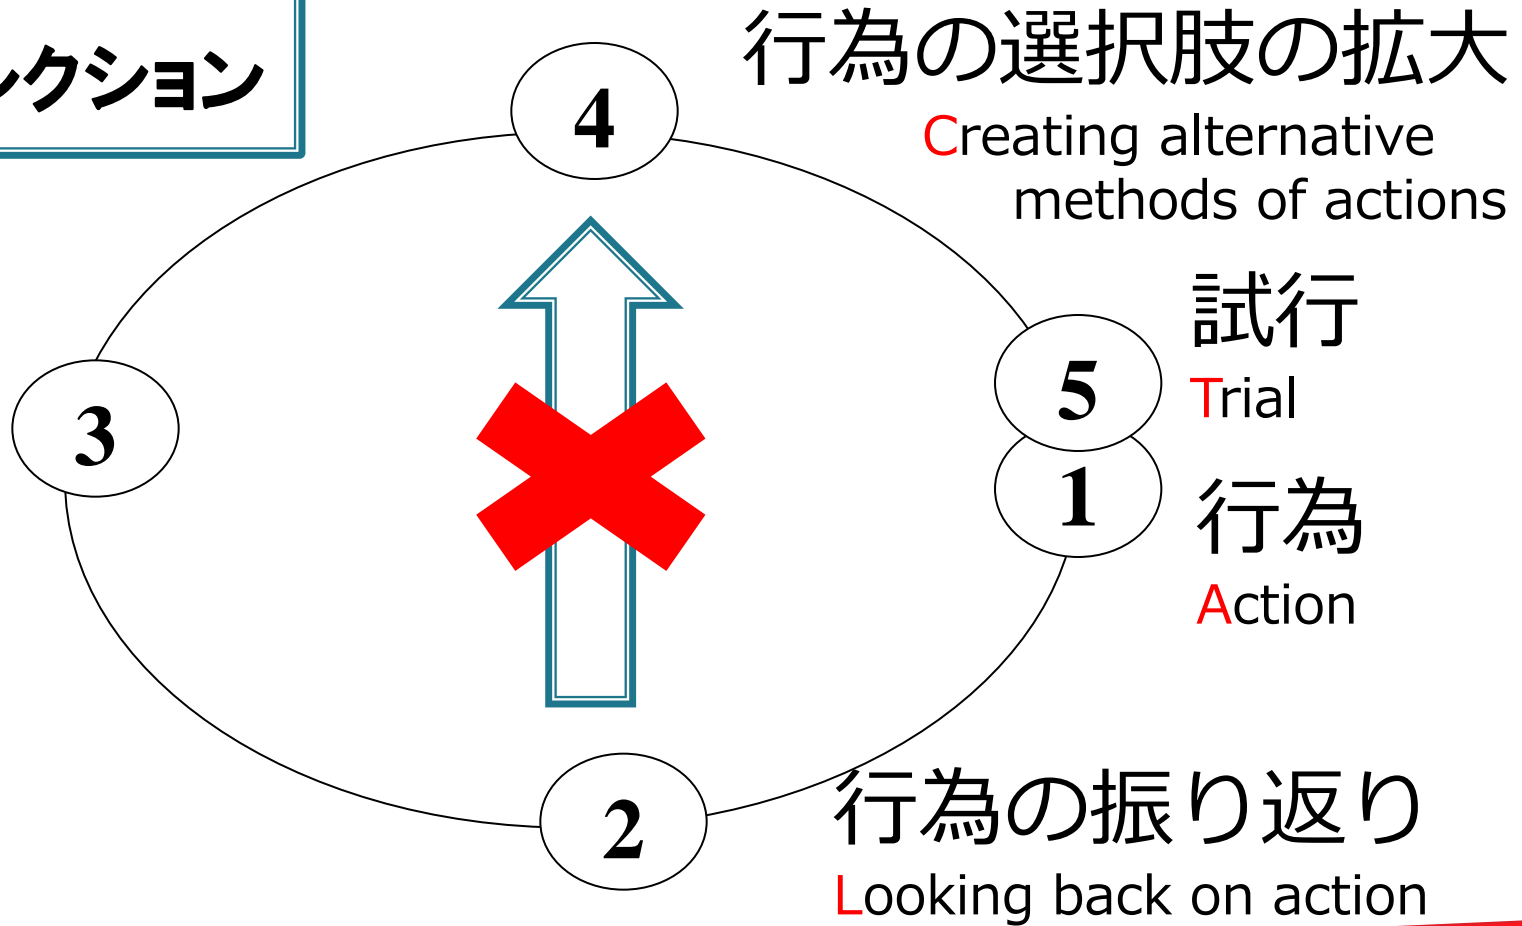 クション
4
行為の選択肢の拡大
Creating alternative
methods of actions
3
5
試行
Trial
1
行為
Action
2
行為の振り返り
Looking back on action